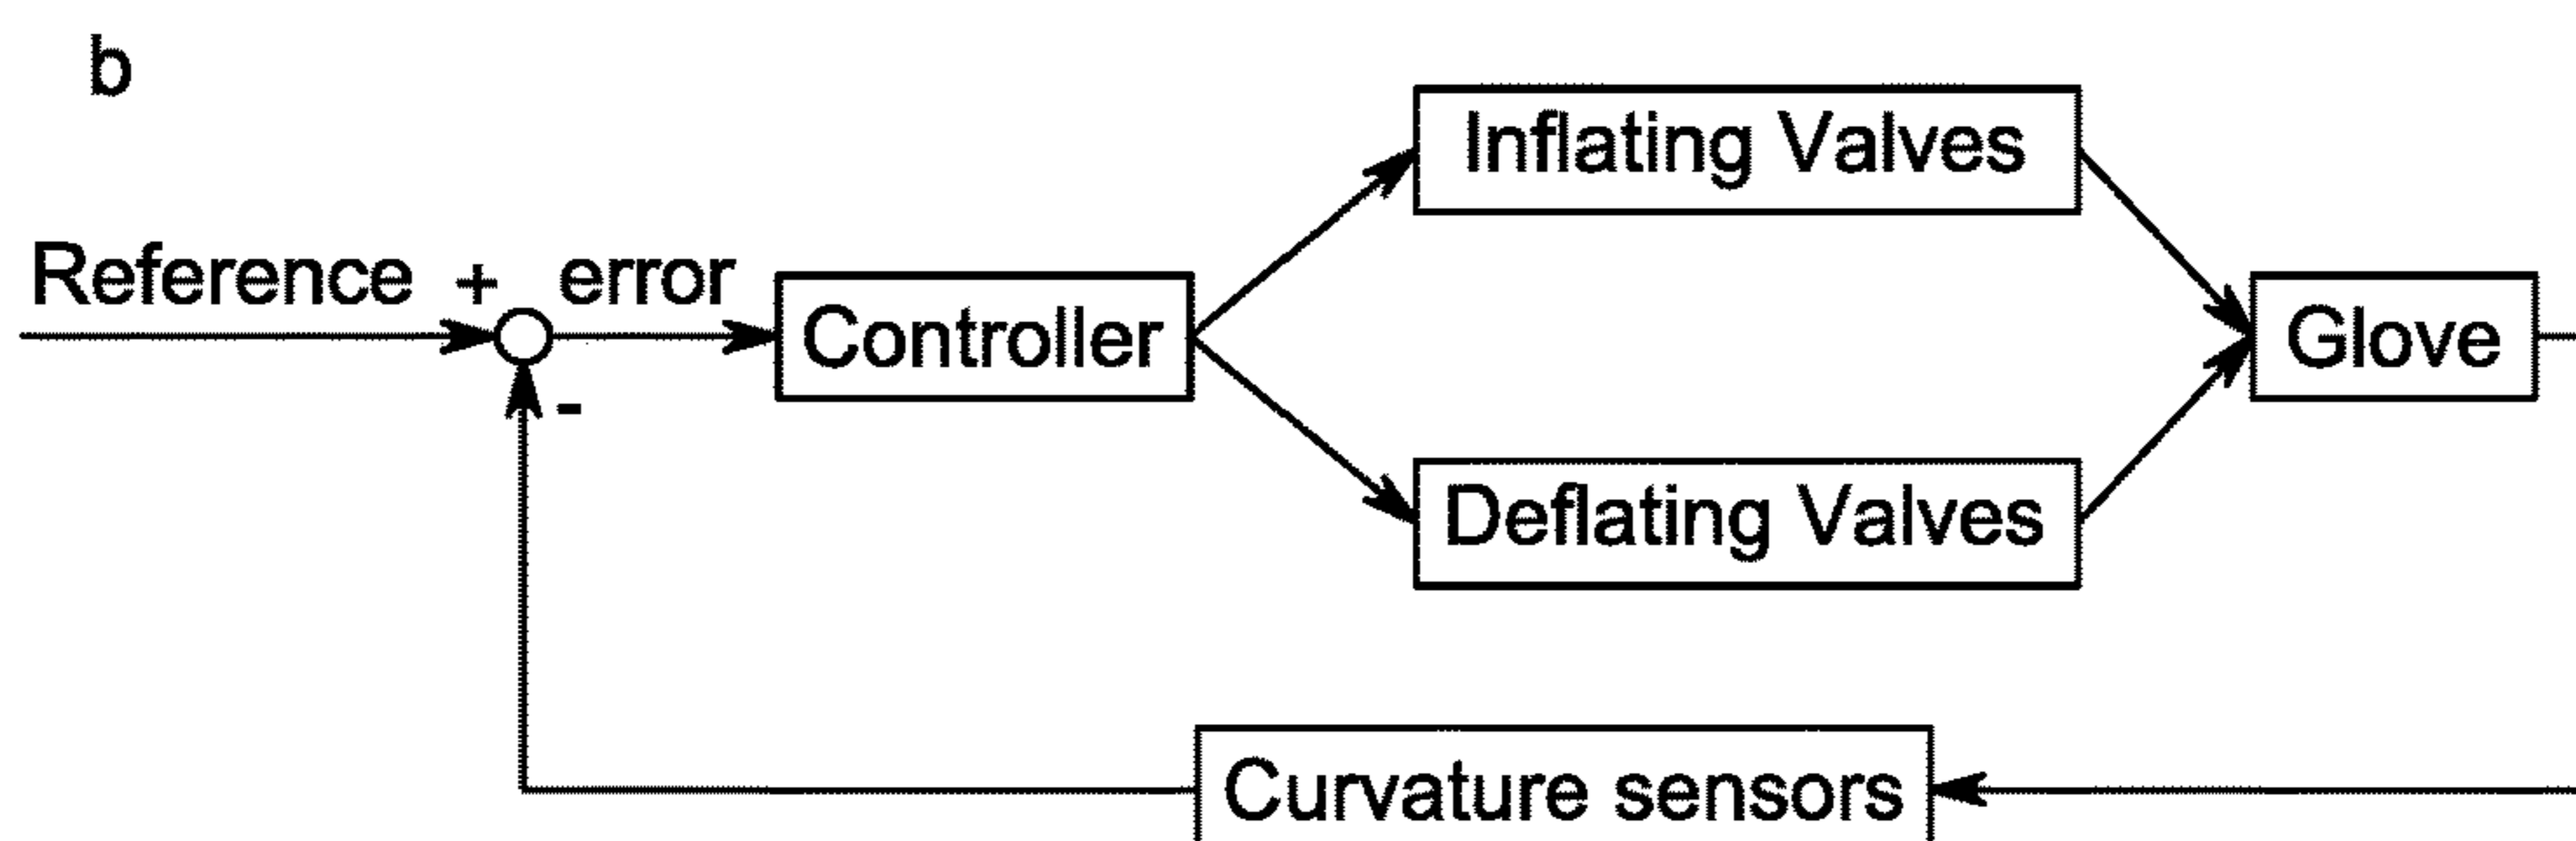 b
Inflating Valves
Reference + error
Controller
Glove
-
Deflating Valves
Curvature sensors